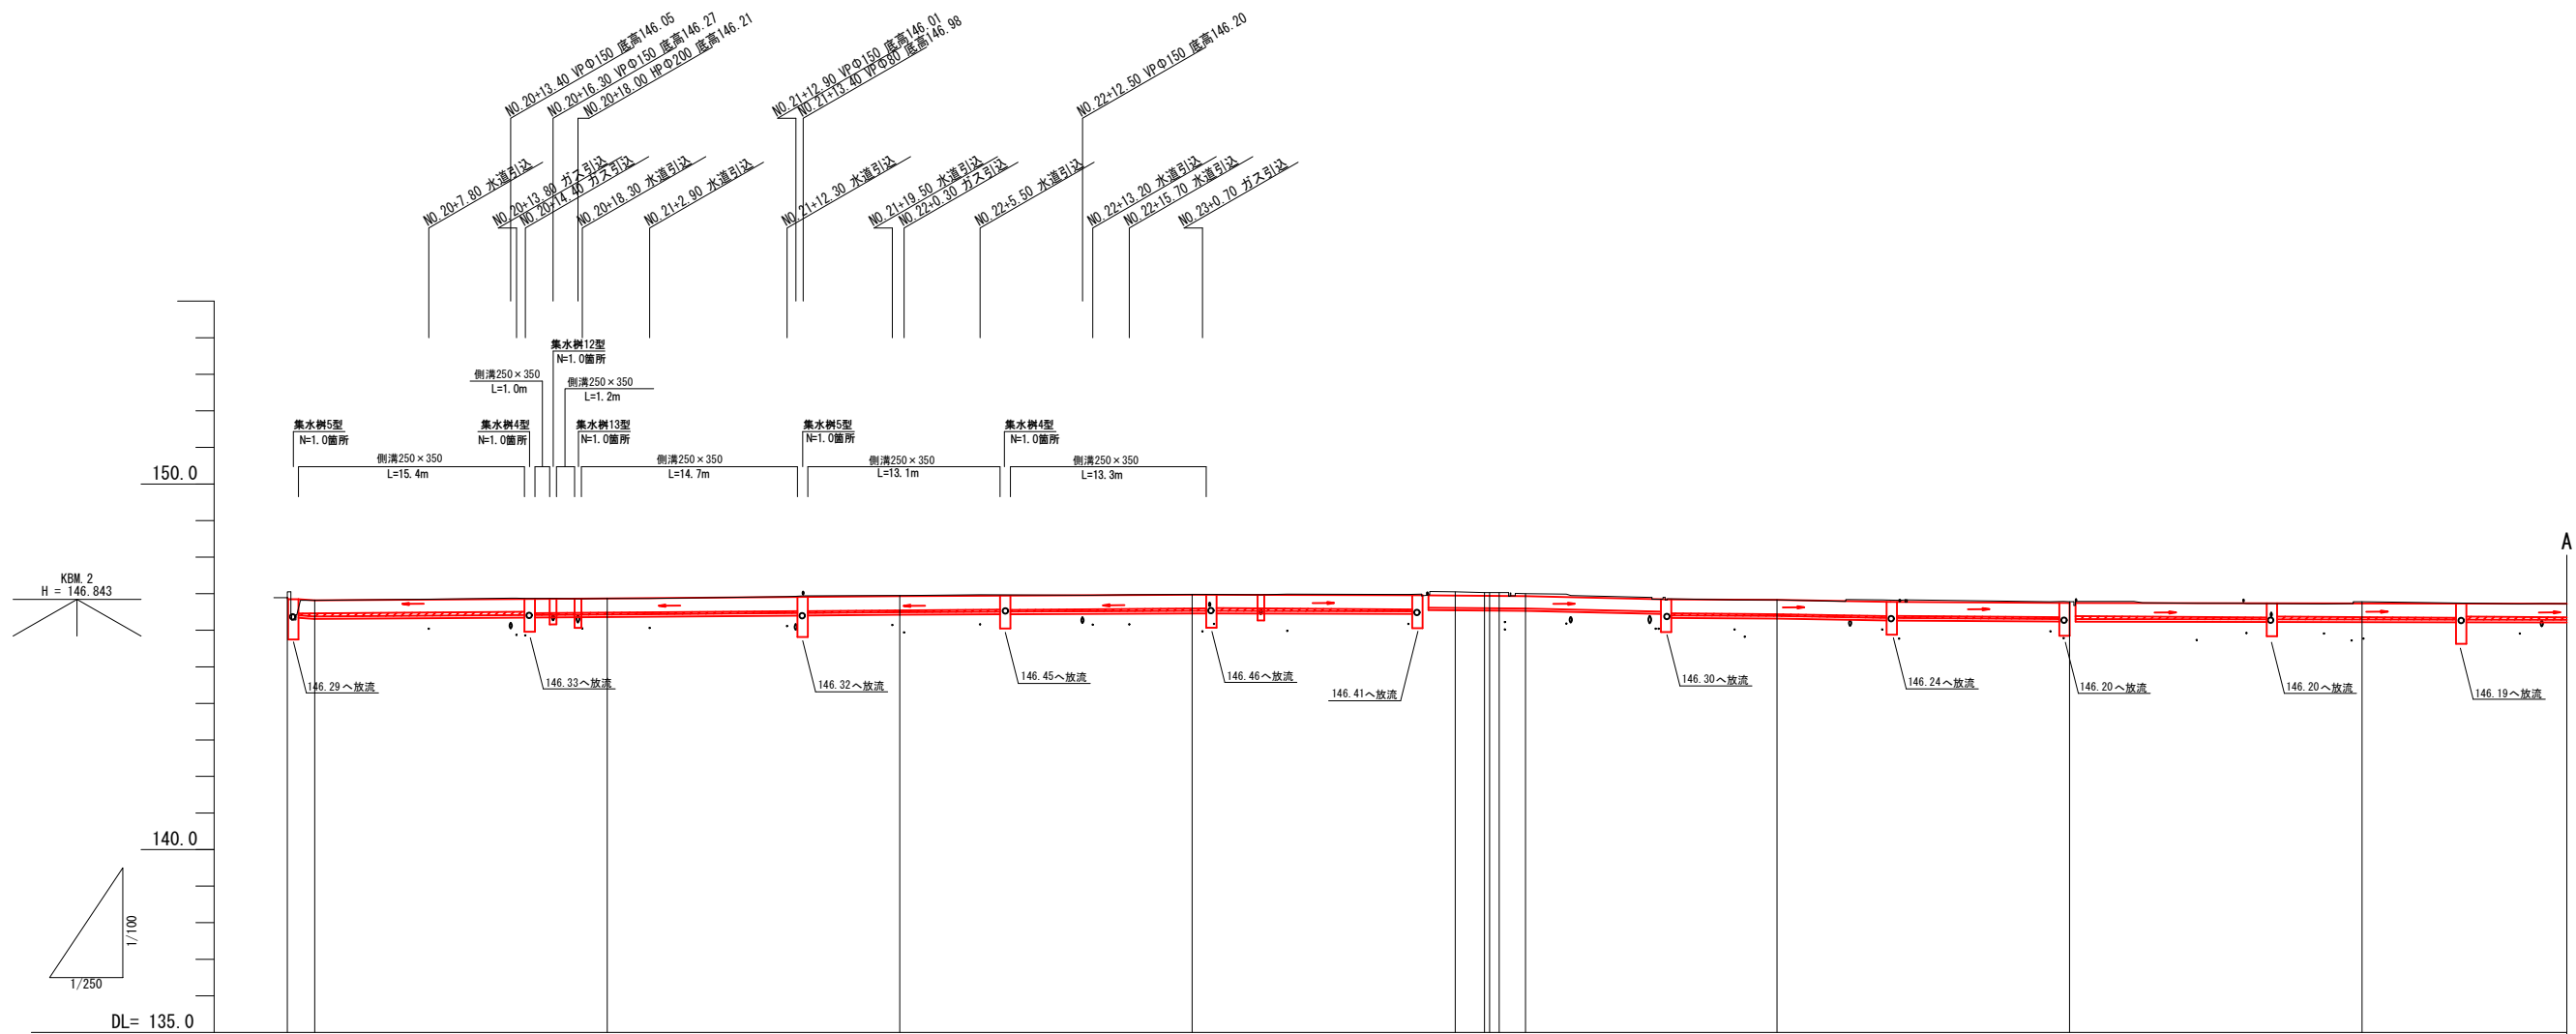 NO.20+13.40 VPΦ150 底高146.05
NO.20+16.30 VPΦ150 底高146.27
NO.20+18.00 HPΦ200 底高146.21
NO.21+12.90 VPΦ150 底高146.01
NO.21+13.40 VPΦ80 底高146.98
NO.22+12.50 VPΦ150 底高146.20
NO.20+7.80 水道引込
NO.20+13.80 ガス引込
NO.20+14.40 ガス引込
NO.20+18.30 水道引込
NO.21+2.90 水道引込
NO.21+12.30 水道引込
NO.21+19.50 水道引込
NO.22+0.30 ガス引込
NO.22+5.50 水道引込
NO.22+13.20 水道引込
NO.22+15.70 水道引込
NO.23+0.70 ガス引込
集水桝12型
N=1.0箇所
側溝250×350
L=1.0m
側溝250×350
L=1.2m
集水桝5型
N=1.0箇所
集水桝4型
N=1.0箇所
集水桝13型
N=1.0箇所
集水桝5型
N=1.0箇所
集水桝4型
N=1.0箇所
側溝250×350
L=15.4m
側溝250×350
L=14.7m
側溝250×350
L=13.1m
側溝250×350
L=13.3m
150.0
A
KBM.2
H = 146.843
146.29へ放流
146.33へ放流
146.32へ放流
146.45へ放流
146.46へ放流
146.41へ放流
146.30へ放流
146.24へ放流
146.20へ放流
146.20へ放流
146.19へ放流
140.0
1/100
1/250
DL= 135.0